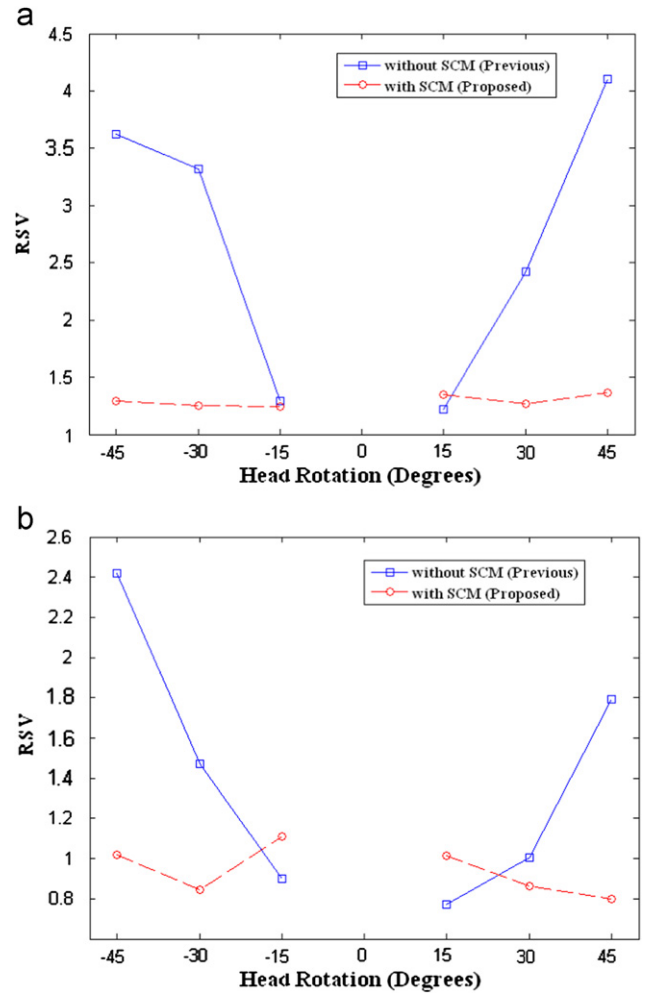 a
4.5
without SCM (Previous)
with SCM (Proposed)
4
3.5
3
RSV
2.5
2
1.5
1
-45 -30 -15 0 15 30 45
Head Rotation (Degrees)
b
2.6
without SCM (Previous)
with SCM (Proposed)
2.4
2.2
2
1.8
RSV
1.6
1.4
1.2
1
0.8
-45 -30 -15 0 15 30 45
Head Rotation (Degrees)